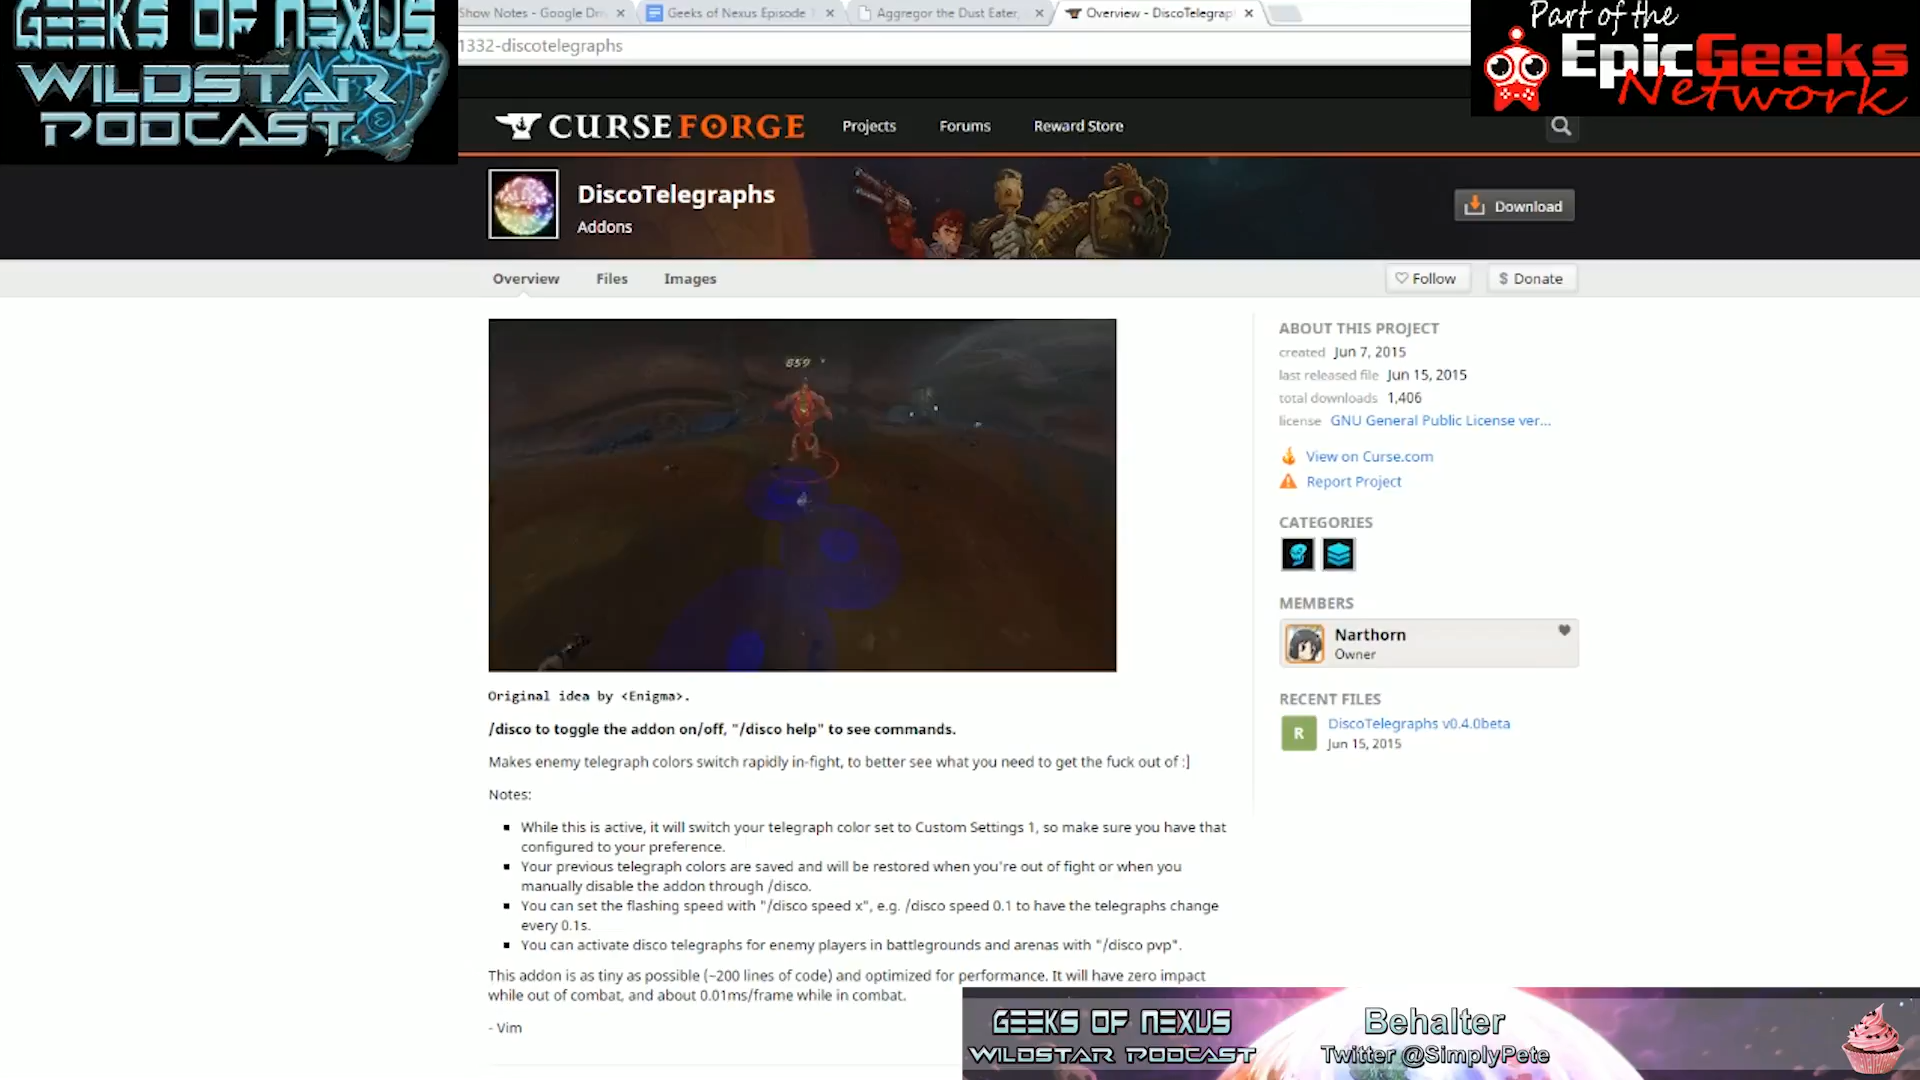 GEEKS OF NEXUS
WILDSTAR
PODCAST
Show Notes - Google Dri
Geeks of Nexus Episode
Aggregor the Dust Eater,
Overview - DiscoTelegrap
1332-discotelegraphs
Part of the
EpicGeeks
Network
CURSEFORGE
Projects
Forums
Reward Store
DiscoTelegraphs
Addons
Download
Overview
Files
Images
Follow
$ Donate
859
Original idea by <Enigma>.
/disco to toggle the addon on/off, "/disco help" to see commands.
Makes enemy telegraph colors switch rapidly in-fight, to better see what you need to get the fuck out of :]
Notes:
While this is active, it will switch your telegraph color set to Custom Settings 1, so make sure you have that
configured to your preference.
Your previous telegraph colors are saved and will be restored when you're out of fight or when you
manually disable the addon through /disco.
You can set the flashing speed with "/disco speed x", e.g. /disco speed 0.1 to have the telegraphs change
every 0.1s.
You can activate disco telegraphs for enemy players in battlegrounds and arenas with "/disco pvp".
This addon is as tiny as possible (~200 lines of code) and optimized for performance. It will have zero impact
while out of combat, and about 0.01ms/frame while in combat.
- Vim
ABOUT THIS PROJECT
created Jun 7, 2015
last released file Jun 15, 2015
total downloads 1,406
license GNU General Public License ver...
View on Curse.com
Report Project
CATEGORIES
MEMBERS
Narthorn
Owner
RECENT FILES
R
DiscoTelegraphs v0.4.0beta
Jun 15, 2015
GEEKS OF NEXUS
WILDSTAR PODCAST
Behalter
Twitter @SimplyPete